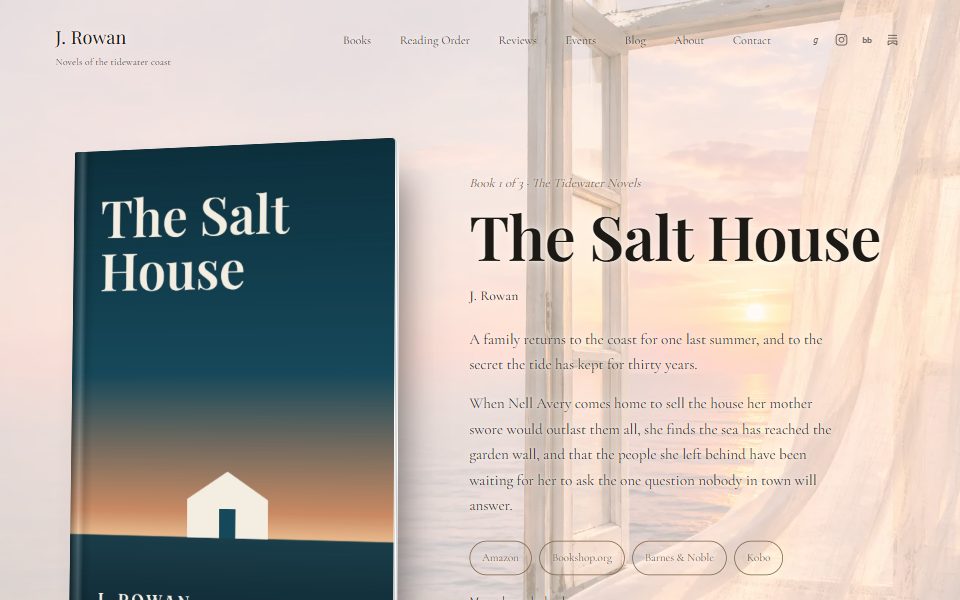 J. Rowan
Novels of the tidewater coast
Books
Reading Order
Reviews
Events
Blog
About
Contact
g
bb
The Salt
House
J. ROWAN
Book 1 of 3 · The Tidewater Novels
The Salt House
J. Rowan
A family returns to the coast for one last summer, and to the
secret the tide has kept for thirty years.
When Nell Avery comes home to sell the house her mother
swore would outlast them all, she finds the sea has reached the
garden wall, and that the people she left behind have been
waiting for her to ask the one question nobody in town will
answer.
Amazon
Bookshop.org
Barnes & Noble
Kobo